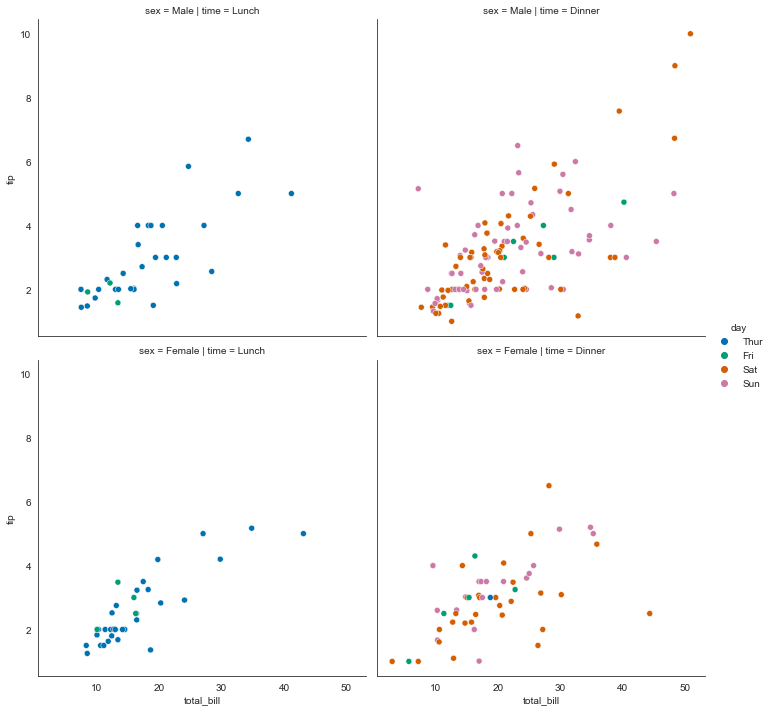 sex = Male | time = Lunch
sex = Male | time = Dinner
10
8
6
4
2
tip
sex = Female | time = Lunch
sex = Female | time = Dinner
day
Thur
Fri
Sat
Sun
10
8
6
4
2
tip
10 20 30 40 50
10 20 30 40 50
total_bill
total_bill